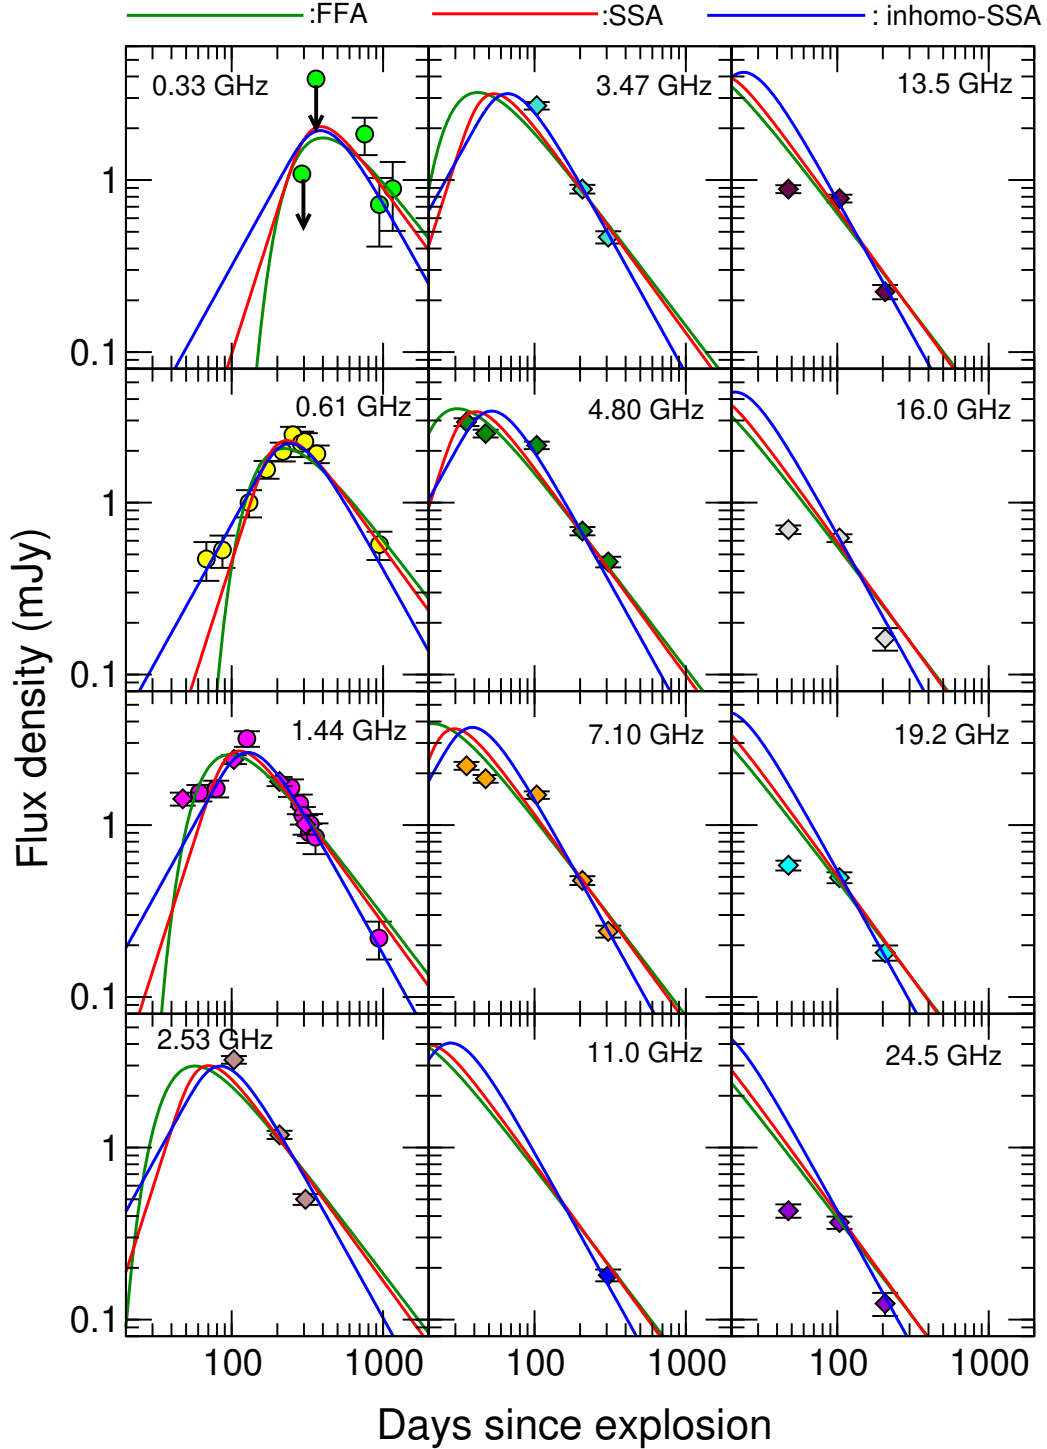 :FFA :SSA : inhomo-SSA
0.33 GHz 3.47 GHz 13.5 GHz
1
0.1
0.61 GHz 4.80 GHz 16.0 GHz
1
0.1
1.44 GHz 7.10 GHz 19.2 GHz
1
0.1
2.53 GHz 11.0 GHz 24.5 GHz
1
0.1
100 1000 100 1000 100 1000
Flux density (mJy)
Days since explosion